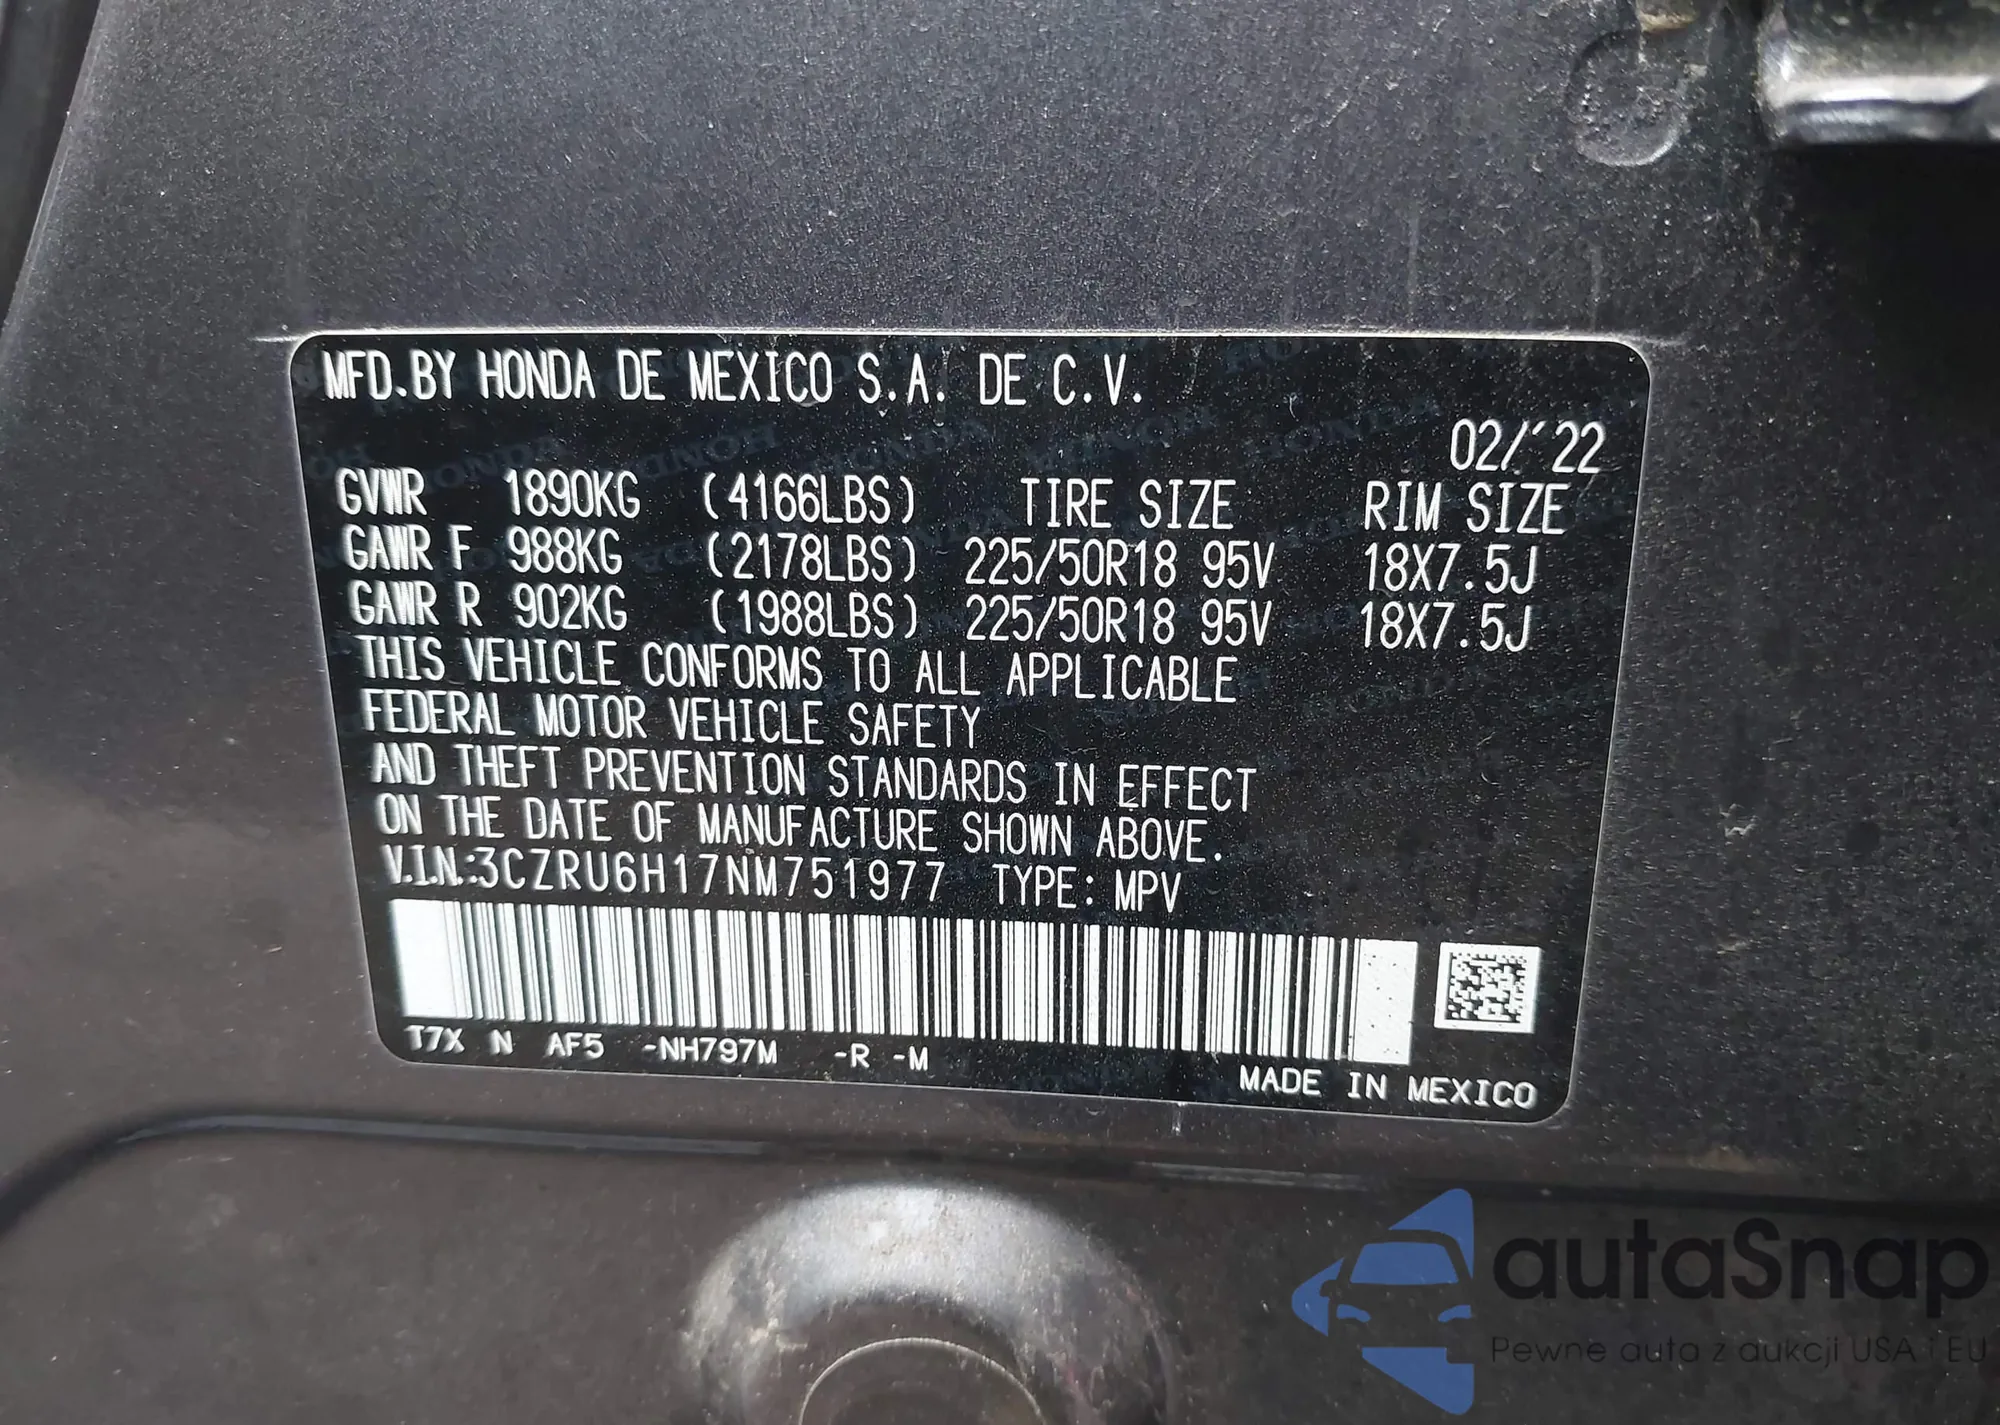 MFD.BY HONDA DE MEXICO S.A. DE C.V.
02/'22
GVWR 1890KG (4166LBS) TIRE SIZE RIM SIZE
GAWR F 988KG (2178LBS) 225/50R18 95V 18X7.5J
GAWR R 902KG (1988LBS) 225/50R18 95V 18X7.5J
THIS VEHICLE CONFORMS TO ALL APPLICABLE
FEDERAL MOTOR VEHICLE SAFETY
AND THEFT PREVENTION STANDARDS IN EFFECT
ON THE DATE OF MANUFACTURE SHOWN ABOVE.
V.I.N.:3CZRU6H17NM751977 TYPE: MPV
T7X N AF5 -NH797M -R -M
MADE IN MEXICO
autaSnap
Pewne auta z aukcji USA i EU